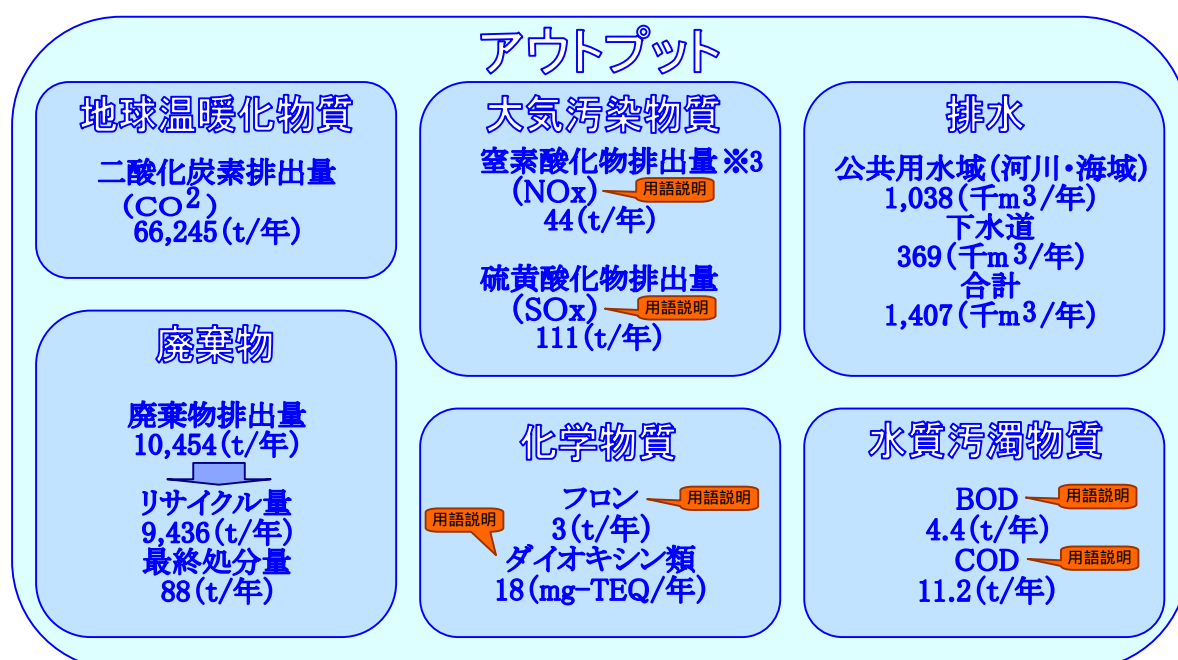 アウトプット
地球温暖化物質
二酸化炭素排出量
(CO2)
66,245(t/年)
廃棄物
廃棄物排出量
10,454(t/年)
リサイクル量
9,436(t/年)
最終処分量
88(t/年)
大気汚染物質
窒素酸化物排出量※3
(NOx) 用語説明
44(t/年)
硫黄酸化物排出量
(SOx) 用語説明
111(t/年)
化学物質
フロン 用語説明
3(t/年)
用語説明
ダイオキシン類
18(mg-TEQ/年)
排水
公共用水域(河川・海域)
1,038(千m3/年)
下水道
369(千m3/年)
合計
1,407(千m3/年)
水質汚濁物質
BOD 用語説明
4.4(t/年)
COD 用語説明
11.2(t/年)